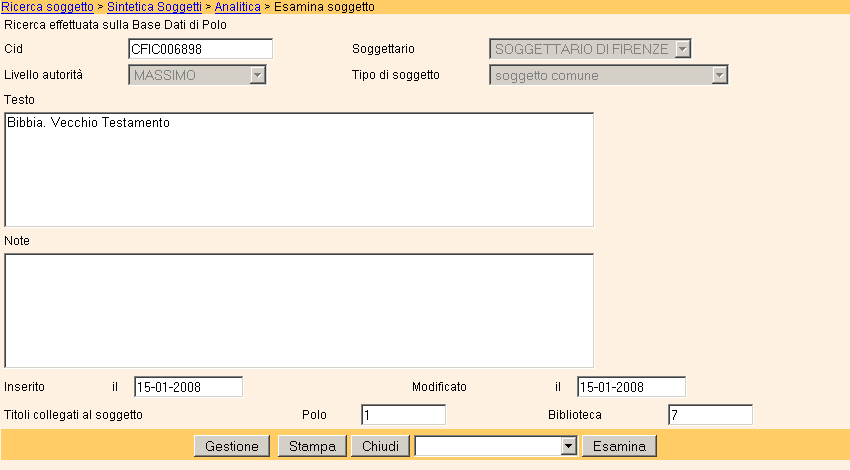 Ricerca soggetto > Sintetica Soggetti > Analitica > Esamina soggetto
Ricerca effettuata sulla Base Dati di Polo
Cid CFIC006898 Soggettario SOGGETTARIO DI FIRENZE
Livello autorità MASSIMO Tipo di soggetto soggetto comune
Testo
Bibbia. Vecchio Testamento
Note
Inserito il 15-01-2008 Modificato il 15-01-2008
Titoli collegati al soggetto Polo 1 Biblioteca 7
Gestione Stampa Chiudi Esamina